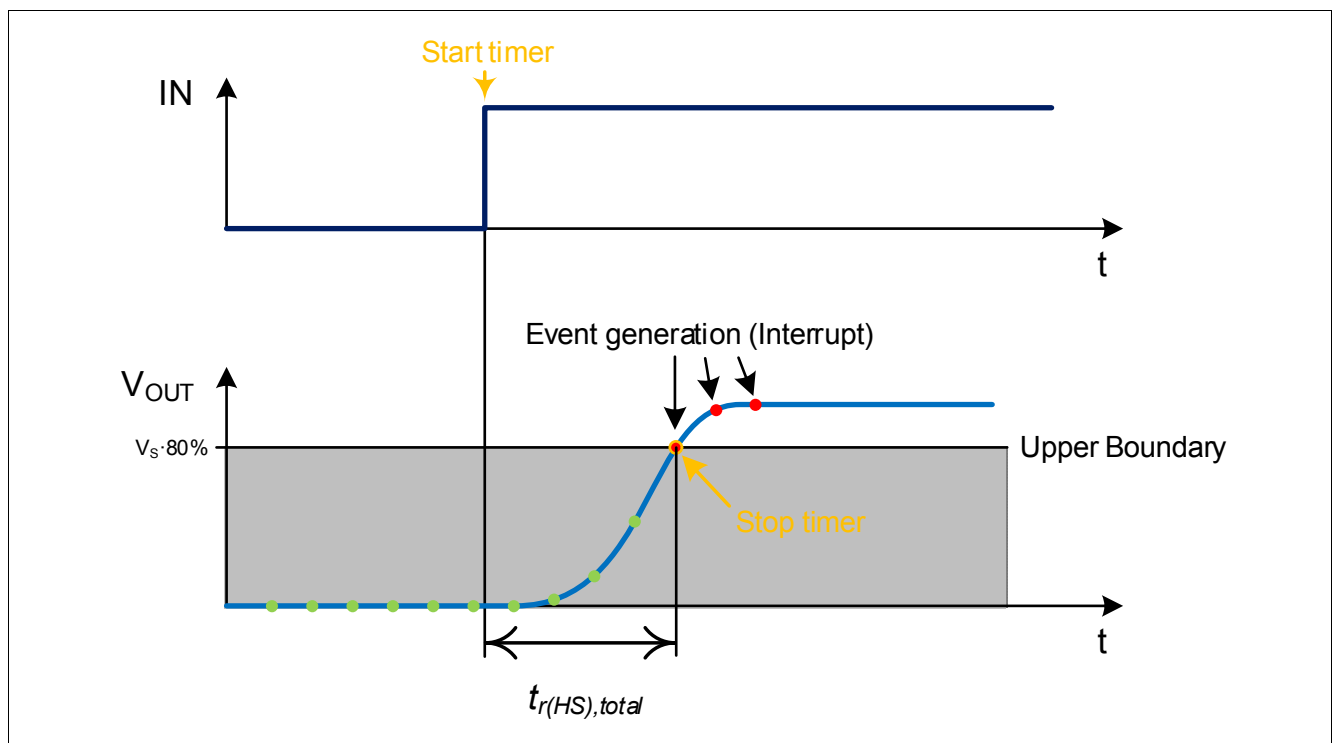 Start timer
IN
t
Event generation (Interrupt)
VOUT
VS·80%
Upper Boundary
Stop timer
t
tr(HS),total